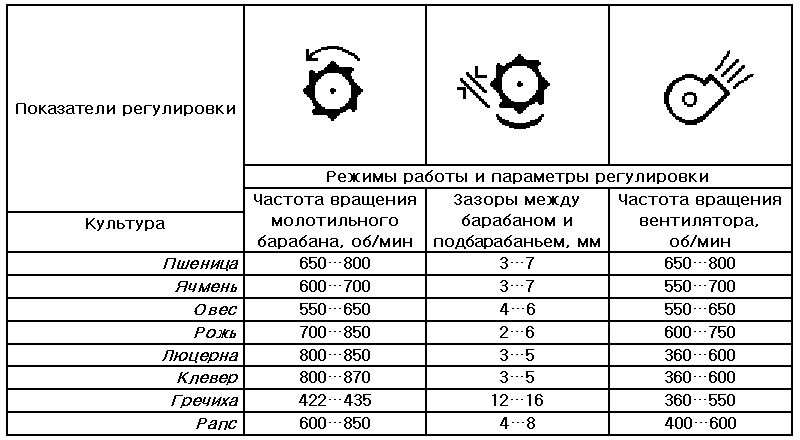 Показатели регулировки
Режимы работы и параметры регулировки
Культура
Частота вращения
молотильного
барабана, об/мин
Зазоры между
барабаном и
подбарабаньем, мм
Частота вращения
вентилятора,
об/мин
Пшеница 650···800 3···7 650···800
Ячмень 600···700 3···7 550···700
Овес 550···650 4···6 550···650
Рожь 700···850 2···6 600···750
Люцерна 800···850 3···5 360···600
Клевер 800···870 3···5 360···600
Гречиха 422···435 12···16 360···550
Рапс 600···850 4···8 400···600